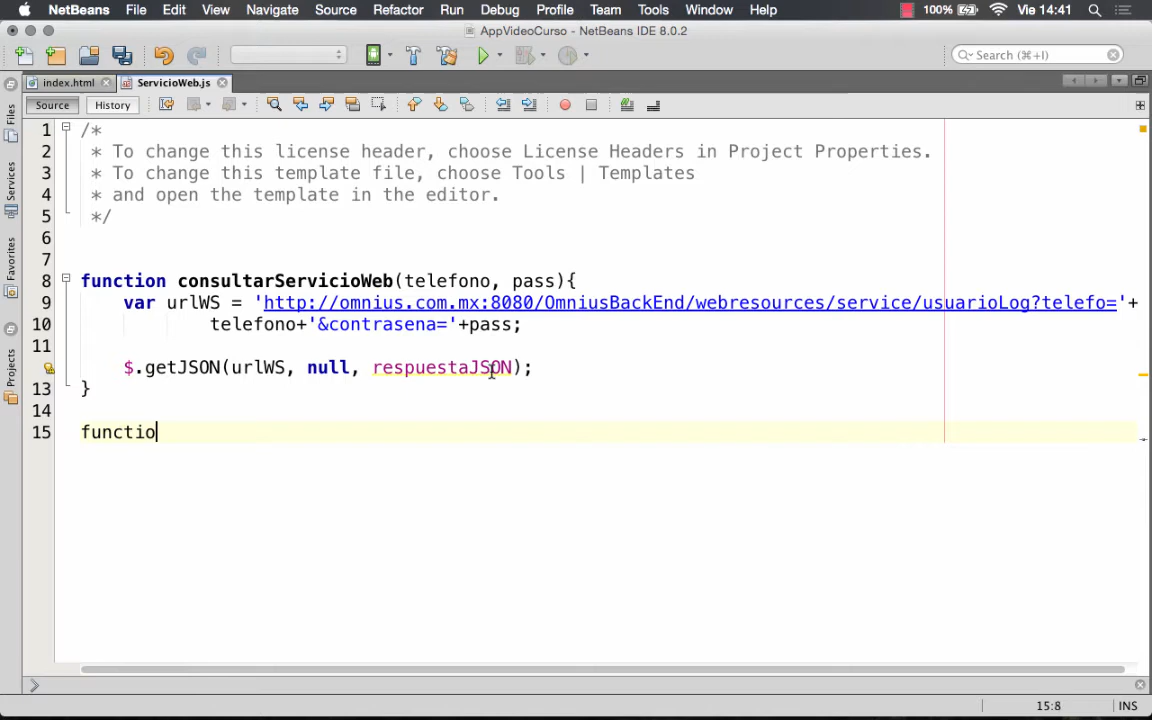 NetBeans File Edit View Navigate Source Refactor Run Debug Profile Team Tools Window Help 100% Vie 14:41
AppVideoCurso - NetBeans IDE 8.0.2
Search (⌘+I)
index.html ServicioWeb.js
Source History
Files
Services
Favorites
Projects
1 /*
2 * To change this license header, choose License Headers in Project Properties.
3 * To change this template file, choose Tools | Templates
4 * and open the template in the editor.
5 */
6
7
8 function consultarServicioWeb(telefono, pass){
9 var urlWS = 'http://omnius.com.mx:8080/OmniusBackEnd/webresources/service/usuarioLog?telefo='+
10 telefono+'&contrasena='+pass;
11
$.getJSON(urlWS, null, respuestaJSON);
13 }
14
15 functio
15:8 INS